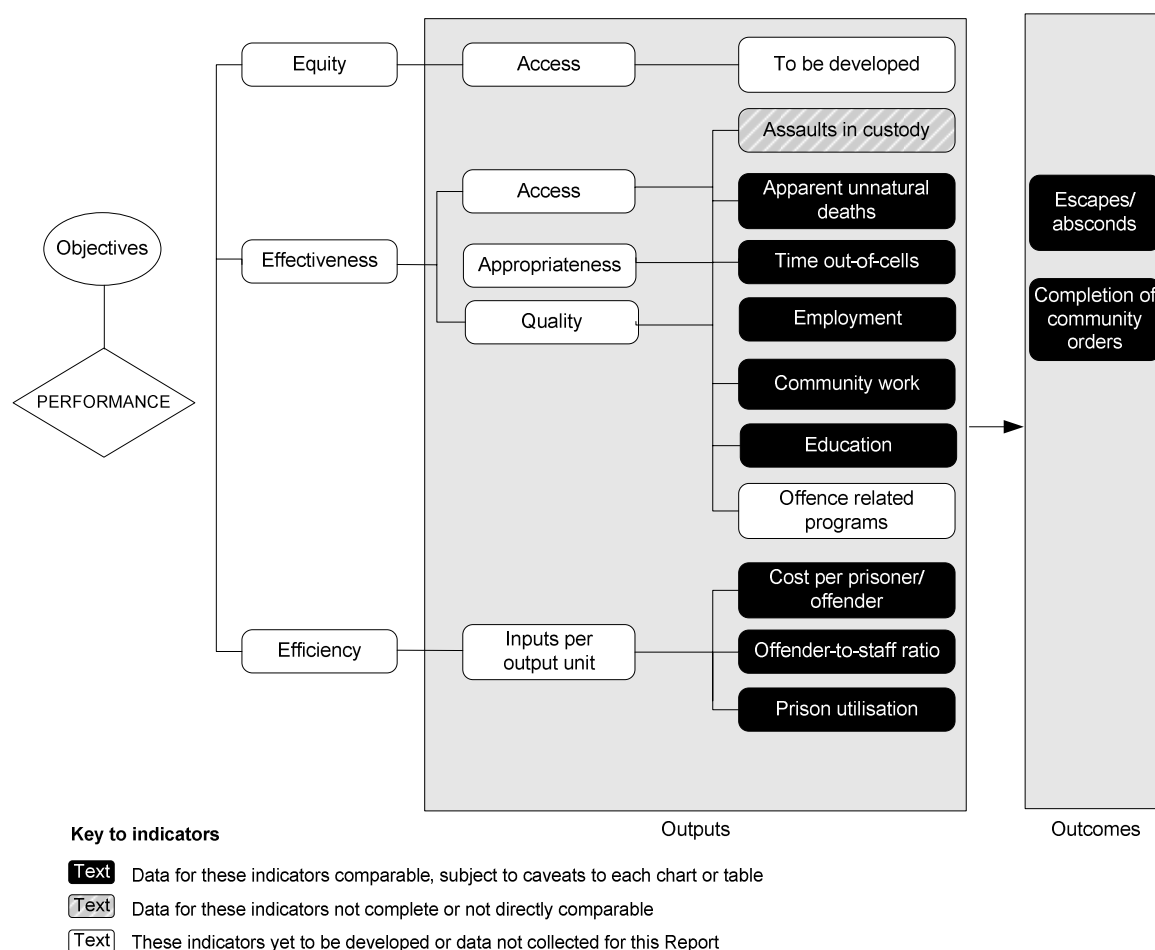 Equity
Access
To be developed
Assaults in custody
Access
Apparent unnatural
deaths
Escapes/
absconds
Objectives
Effectiveness
Appropriateness
Time out-of-cells
Quality
Employment
Completion of
community
orders
PERFORMANCE
Community work
Education
Offence related
programs
Cost per prisoner/
offender
Efficiency
Inputs per
output unit
Offender-to-staff ratio
Prison utilisation
Outputs
Outcomes
Key to indicators
Text Data for these indicators comparable, subject to caveats to each chart or table
Text Data for these indicators not complete or not directly comparable
Text These indicators yet to be developed or data not collected for this Report